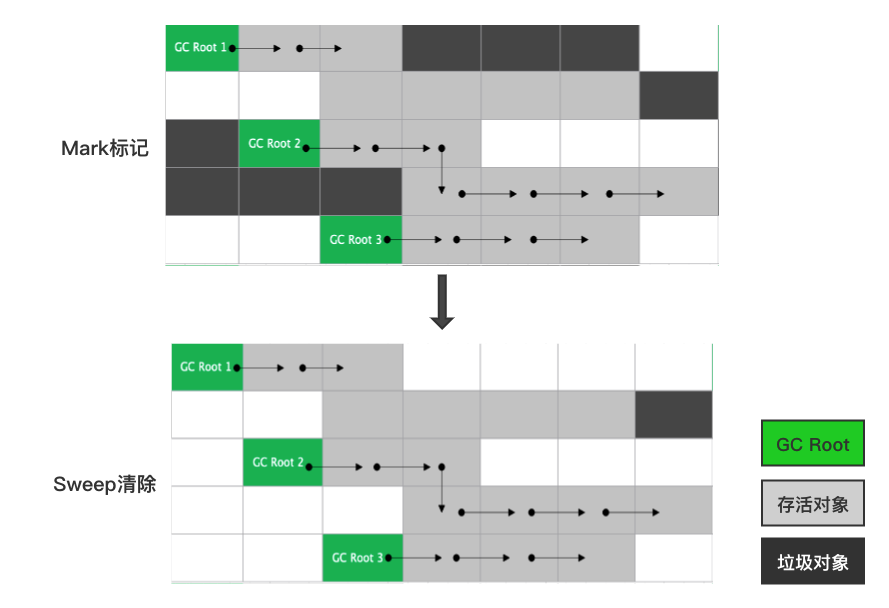 GC Root 1
Mark标记
GC Root 2
GC Root 3
GC Root 1
GC Root 2
Sweep清除
GC Root 3
GC Root
存活对象
垃圾对象